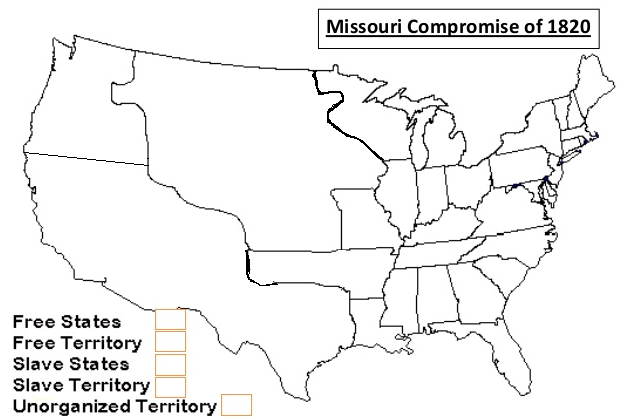 Missouri Compromise of 1820
Free States
Free Territory
Slave States
Slave Territory
Unorganized Territory